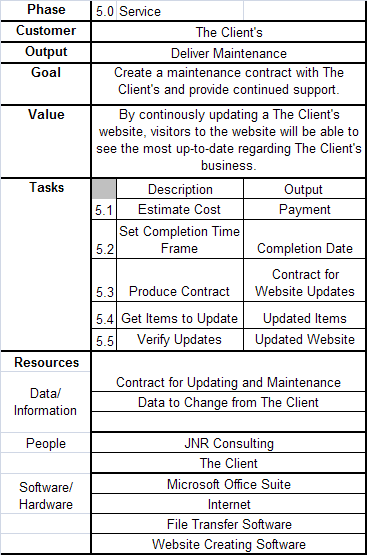 Phase 5.0 Service
Customer The Client's
Output Deliver Maintenance
Goal Create a maintenance contract with The
Client's and provide continued support.
Value By continously updating a The Client's
website, visitors to the website will be able to
see the most up-to-date regarding The Client's
business.
Tasks Description Output
5.1 Estimate Cost Payment
Set Completion Time
5.2 Frame Completion Date
Contract for
5.3 Produce Contract Website Updates
5.4 Get Items to Update Updated Items
5.5 Verify Updates Updated Website
Resources
Data/
Information
Contract for Updating and Maintenance
Data to Change from The Client
People JNR Consulting
The Client
Software/
Hardware
Microsoft Office Suite
Internet
File Transfer Software
Website Creating Software